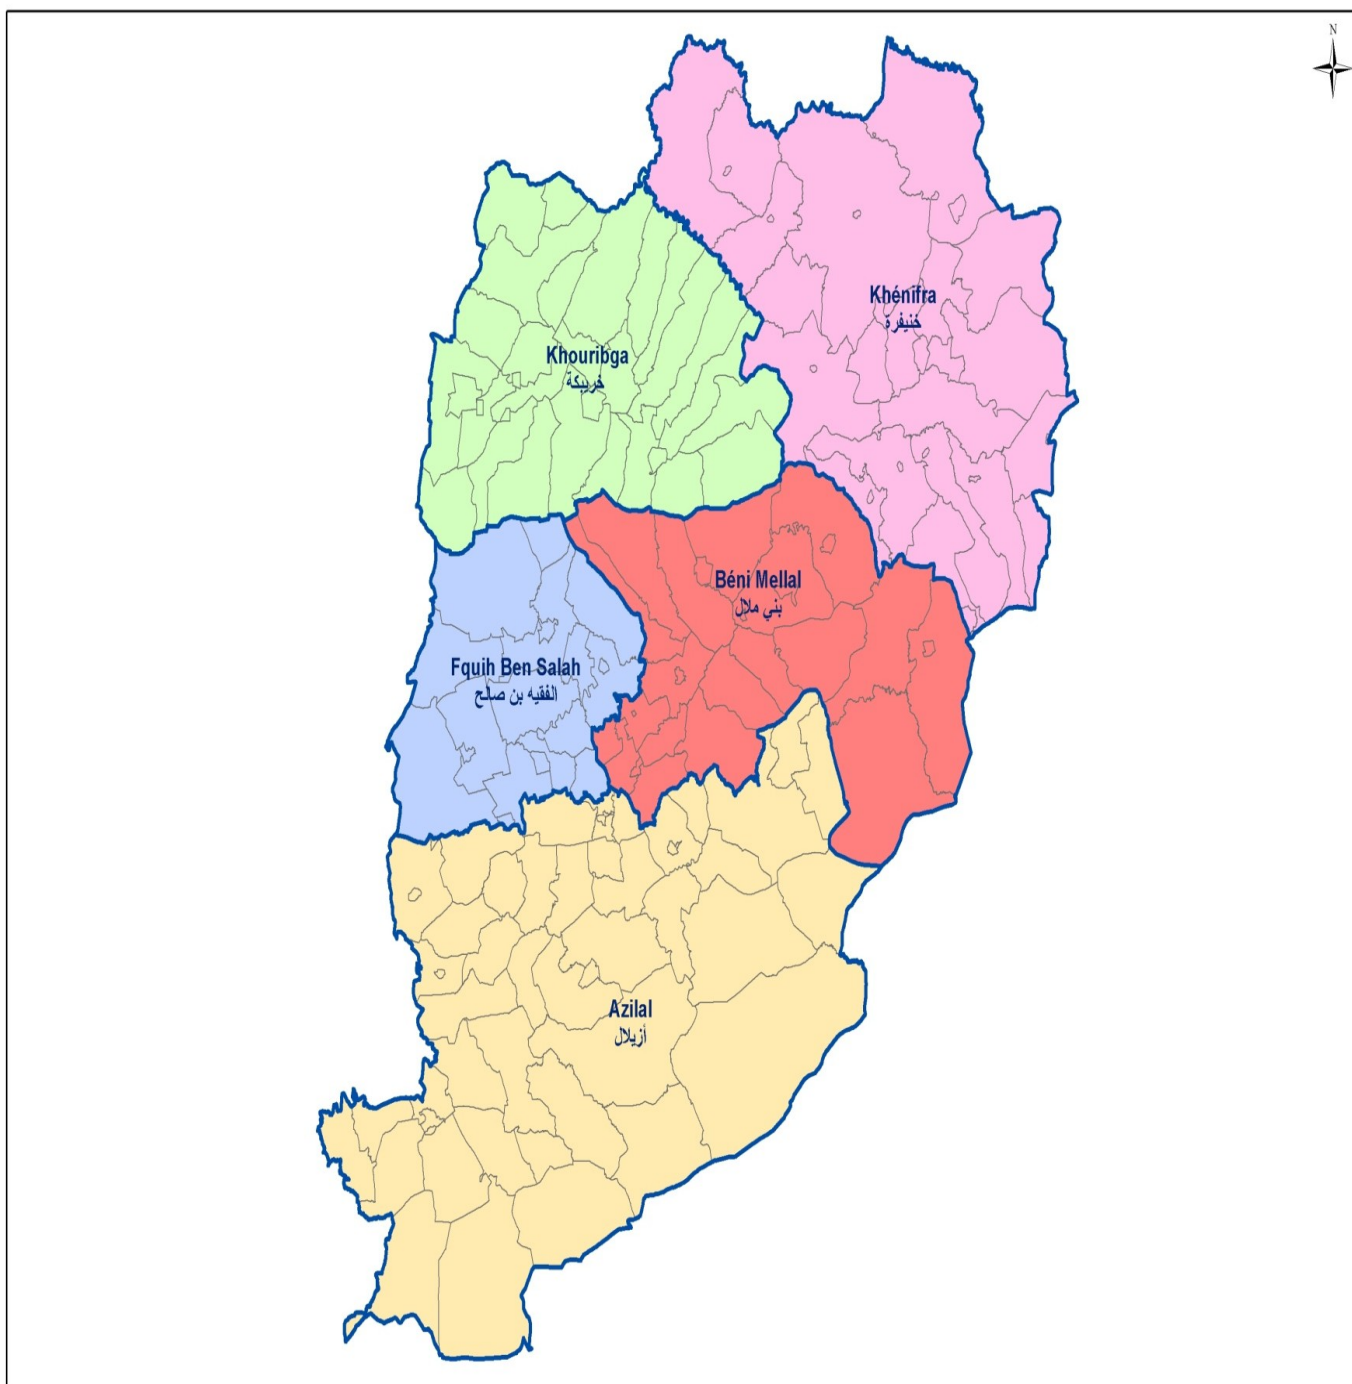 N
Khénifra
خنيفرة
Khouribga
خريبكة
Béni Mellal
بني ملال
Fquih Ben Salah
الفقيه بن صالح
Azilal
أزيلال